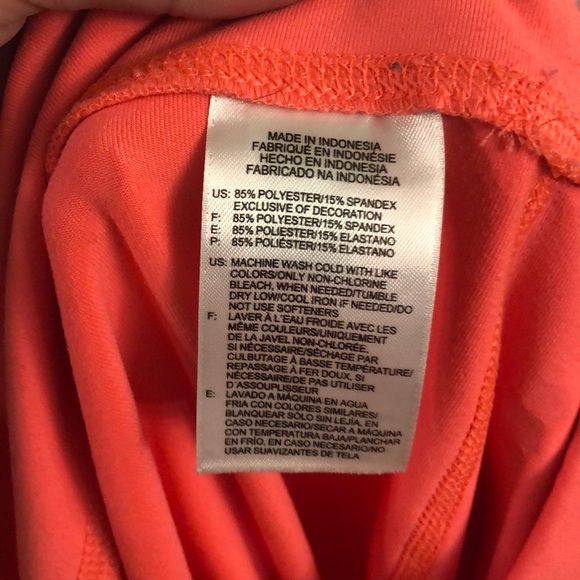 MADE IN INDONESIA
FABRIQUÉ EN INDONÉSIE
HECHO EN INDONESIA
FABRICADO NA INDONÉSIA
US: 85% POLYESTER/15% SPANDEX
EXCLUSIVE OF DECORATION
F: 85% POLYESTER/15% SPANDEX
E: 85% POLIESTER/15% ELASTANO
P: 85% POLIÉSTER/15% ELASTANO
US: MACHINE WASH COLD WITH LIKE
COLORS/ONLY NON-CHLORINE
BLEACH, WHEN NEEDED/TUMBLE
DRY LOW/COOL IRON IF NEEDED/DO
NOT USE SOFTENERS
F: LAVER À L'EAU FROIDE AVEC LES
MÊME COULEURS/UNIQUEMENT
DE LA JAVEL NON-CHLORÉE,
SI NÉCESSAIRE/SÉCHAGE PAR
CULBUTAGE À BASSE TEMPÉRATURE/
REPASSAGE À FER DOUX, SI
NÉCESSAIRE/DE PAS UTILISER
D'ASSOUPLISSEUR
E: LAVADO A MÁQUINA EN AGUA
FRIA CON COLORES SIMILARES/
BLANQUEAR SÓLO SIN LEJÍA, EN
CASO NECESARIO/SECAR A MÁQUINA
CON TEMPERATURA BAJA/PLANCHAR
EN FRÍO. EN CASO NECESARIO/NO
USAR SUAVIZANTES DE TELA